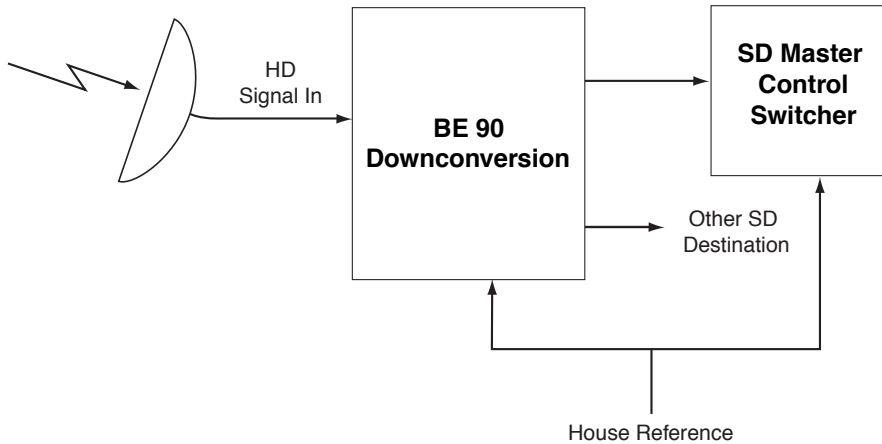 HD
Signal In
BE 90
Downconversion
SD Master
Control
Switcher
Other SD
Destination
House Reference